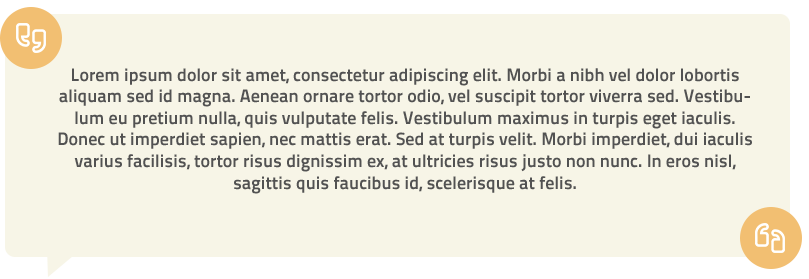 Lorem ipsum dolor sit amet, consectetur adipiscing elit. Morbi a nibh vel dolor lobortis
aliquam sed id magna. Aenean ornare tortor odio, vel suscipit tortor viverra sed. Vestibu-
lum eu pretium nulla, quis vulputate felis. Vestibulum maximus in turpis eget iaculis.
Donec ut imperdiet sapien, nec mattis erat. Sed at turpis velit. Morbi imperdiet, dui iaculis
varius facilisis, tortor risus dignissim ex, at ultricies risus justo non nunc. In eros nisl,
sagittis quis faucibus id, scelerisque at felis.